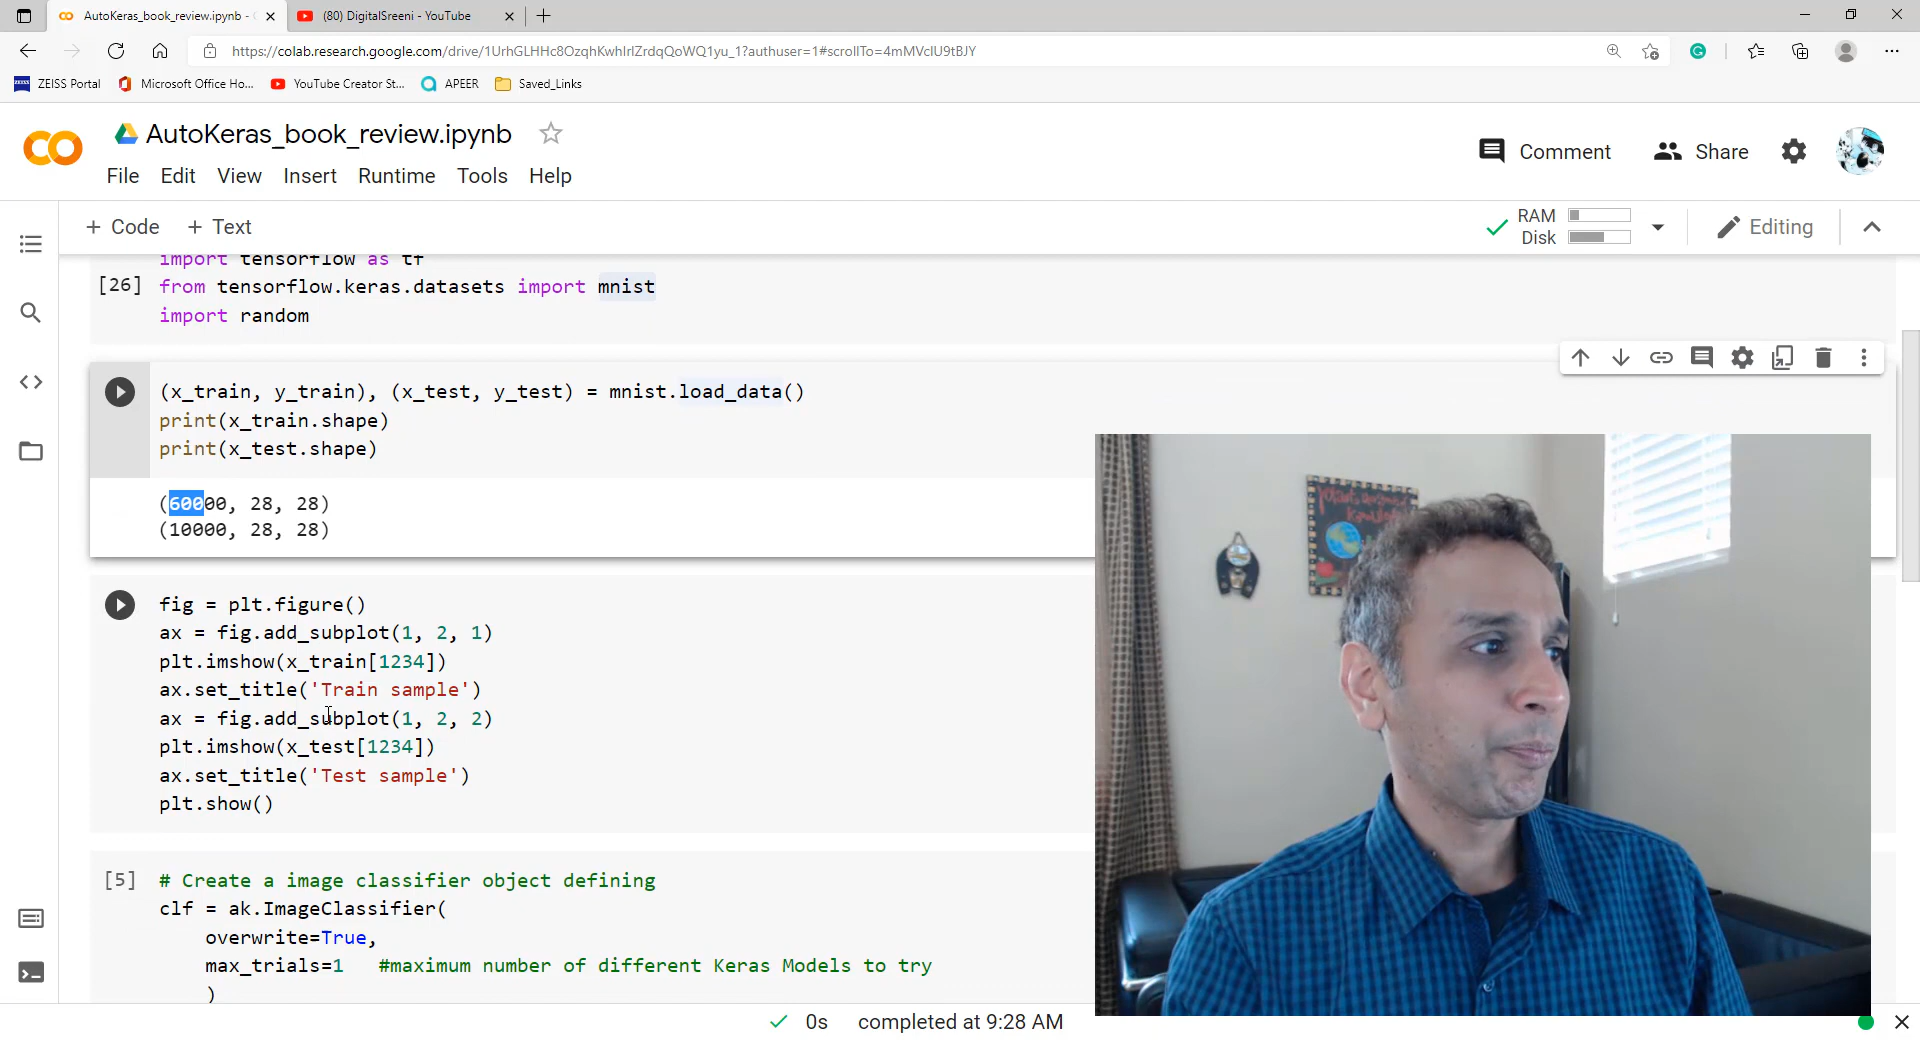 AutoKeras_book_review.ipynb -
(80) DigitalSreeni - YouTube
https://colab.research.google.com/drive/1UrhGLHHc8OzqhKwhIrlZrdqQoWQ1yu_1?authuser=1#scrollTo=4mMVcIU9tBJY
ZEISS Portal Microsoft Office Ho... YouTube Creator St... APEER Saved_Links
AutoKeras_book_review.ipynb
Comment Share
File Edit View Insert Runtime Tools Help
+ Code + Text
RAM
Disk
Editing
import tensorflow as tf
[26] from tensorflow.keras.datasets import mnist
import random
(x_train, y_train), (x_test, y_test) = mnist.load_data()
print(x_train.shape)
print(x_test.shape)
(60000, 28, 28)
(10000, 28, 28)
fig = plt.figure()
ax = fig.add_subplot(1, 2, 1)
plt.imshow(x_train[1234])
ax.set_title('Train sample')
ax = fig.add_subplot(1, 2, 2)
plt.imshow(x_test[1234])
ax.set_title('Test sample')
plt.show()
[5] # Create a image classifier object defining
clf = ak.ImageClassifier(
overwrite=True,
max_trials=1 #maximum number of different Keras Models to try
)
0s completed at 9:28 AM